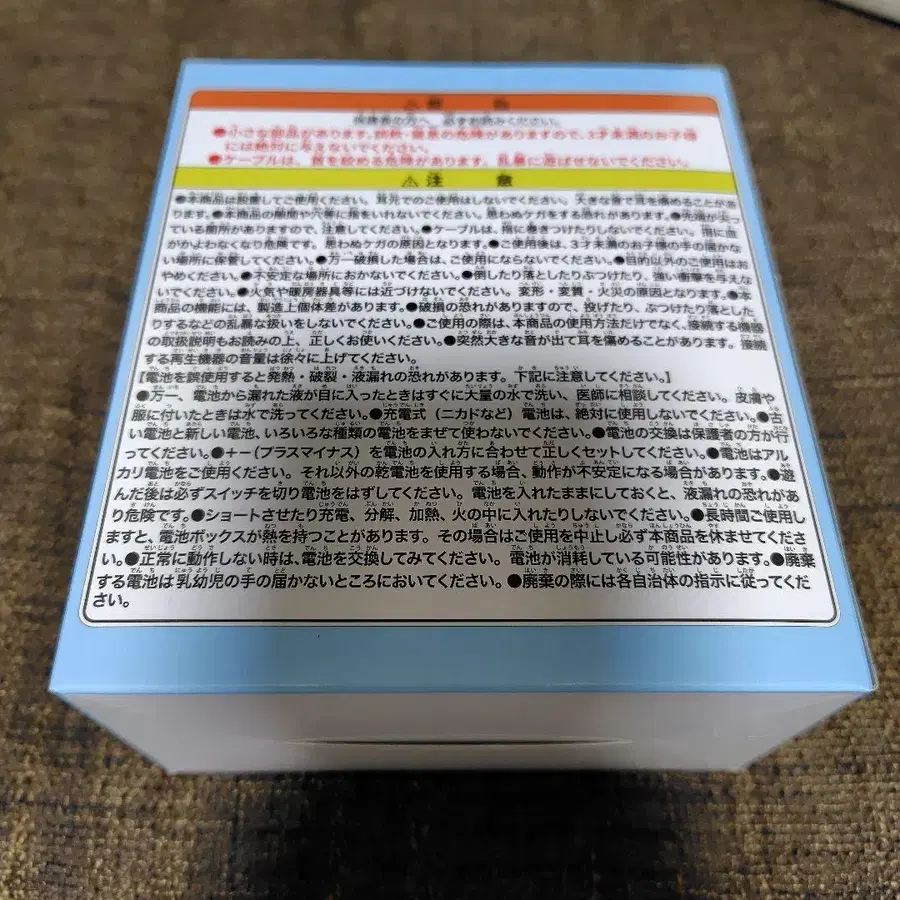 ⚠警 告
保護者の方へ 必ずお読みください。
●小さな部品があります。誤飲・窒息の危険がありますので、3才未満のお子様
には絶対に与えないでください。
●ケーブルは、首を絞める危険があります。乱暴に遊ばせないでください。
⚠注 意
●本商品は設置してご使用ください。耳元でのご使用はしないでください。大きな音で耳を痛めることがあ
ります。●本商品の隙間や穴等に指をいれないでください。思わぬケガをする恐れがあります。●先端が尖っ
ている箇所がありますので、注意してください。●ケーブルは、指に巻きつけたりしないでください。指に血
がかよわなくなり危険です。思わぬケガの原因となります。●ご使用後は、3才未満のお子様の手の届かな
い場所に保管してください。●万一破損した場合は、ご使用にならないでください。●目的以外のご使用はお
やめください。●不安定な場所におかないでください。●倒したり落としたりぶつけたり、強い衝撃を与えな
いでください。●火気や暖房器具等には近づけないでください。変形・変質・火災の原因となります。●本
商品の機能には、製造上個体差があります。●破損の恐れがありますので、投げたり、ぶつけたり落とした
りするなどの乱暴な扱いをしないでください。●ご使用の際は、本商品の使用方法だけでなく、接続する機器
の取扱説明もお読みの上、正しくお使いください。●突然大きな音が出て耳を傷めることがあります。接続
する再生機器の音量は徐々に上げてください。
【電池を誤使用すると発熱・破裂・液漏れの恐れがあります。下記に注意してください。】
●万一、電池から漏れた液が目に入ったときはすぐに大量の水で洗い、医師に相談してください。皮膚や
服に付いたときは水で洗ってください。●充電式（ニカドなど）電池は、絶対に使用しないでください。●古
い電池と新しい電池、いろいろな種類の電池をまぜて使わないでください。●電池の交換は保護者の方が行
ってください。●＋－（プラスマイナス）を電池の入れ方に合わせて正しくセットしてください。●電池はアル
カリ電池をご使用ください。それ以外の乾電池を使用する場合、動作が不安定になる場合があります。●遊
んだ後は必ずスイッチを切り電池をはずしてください。電池を入れたままにしておくと、液漏れの恐れがあ
り危険です。●ショートさせたり充電、分解、加熱、火の中に入れたりしないでください。●長時間ご使用し
ますと、電池ボックスが熱を持つことがあります。その場合はご使用を中止し必ず本商品を休ませてください。
●正常に動作しない時は、電池を交換してみてください。電池が消耗している可能性があります。●廃棄
する電池は乳幼児の手の届かないところにおいてください。●廃棄の際には各自治体の指示に従ってくだ
さい。